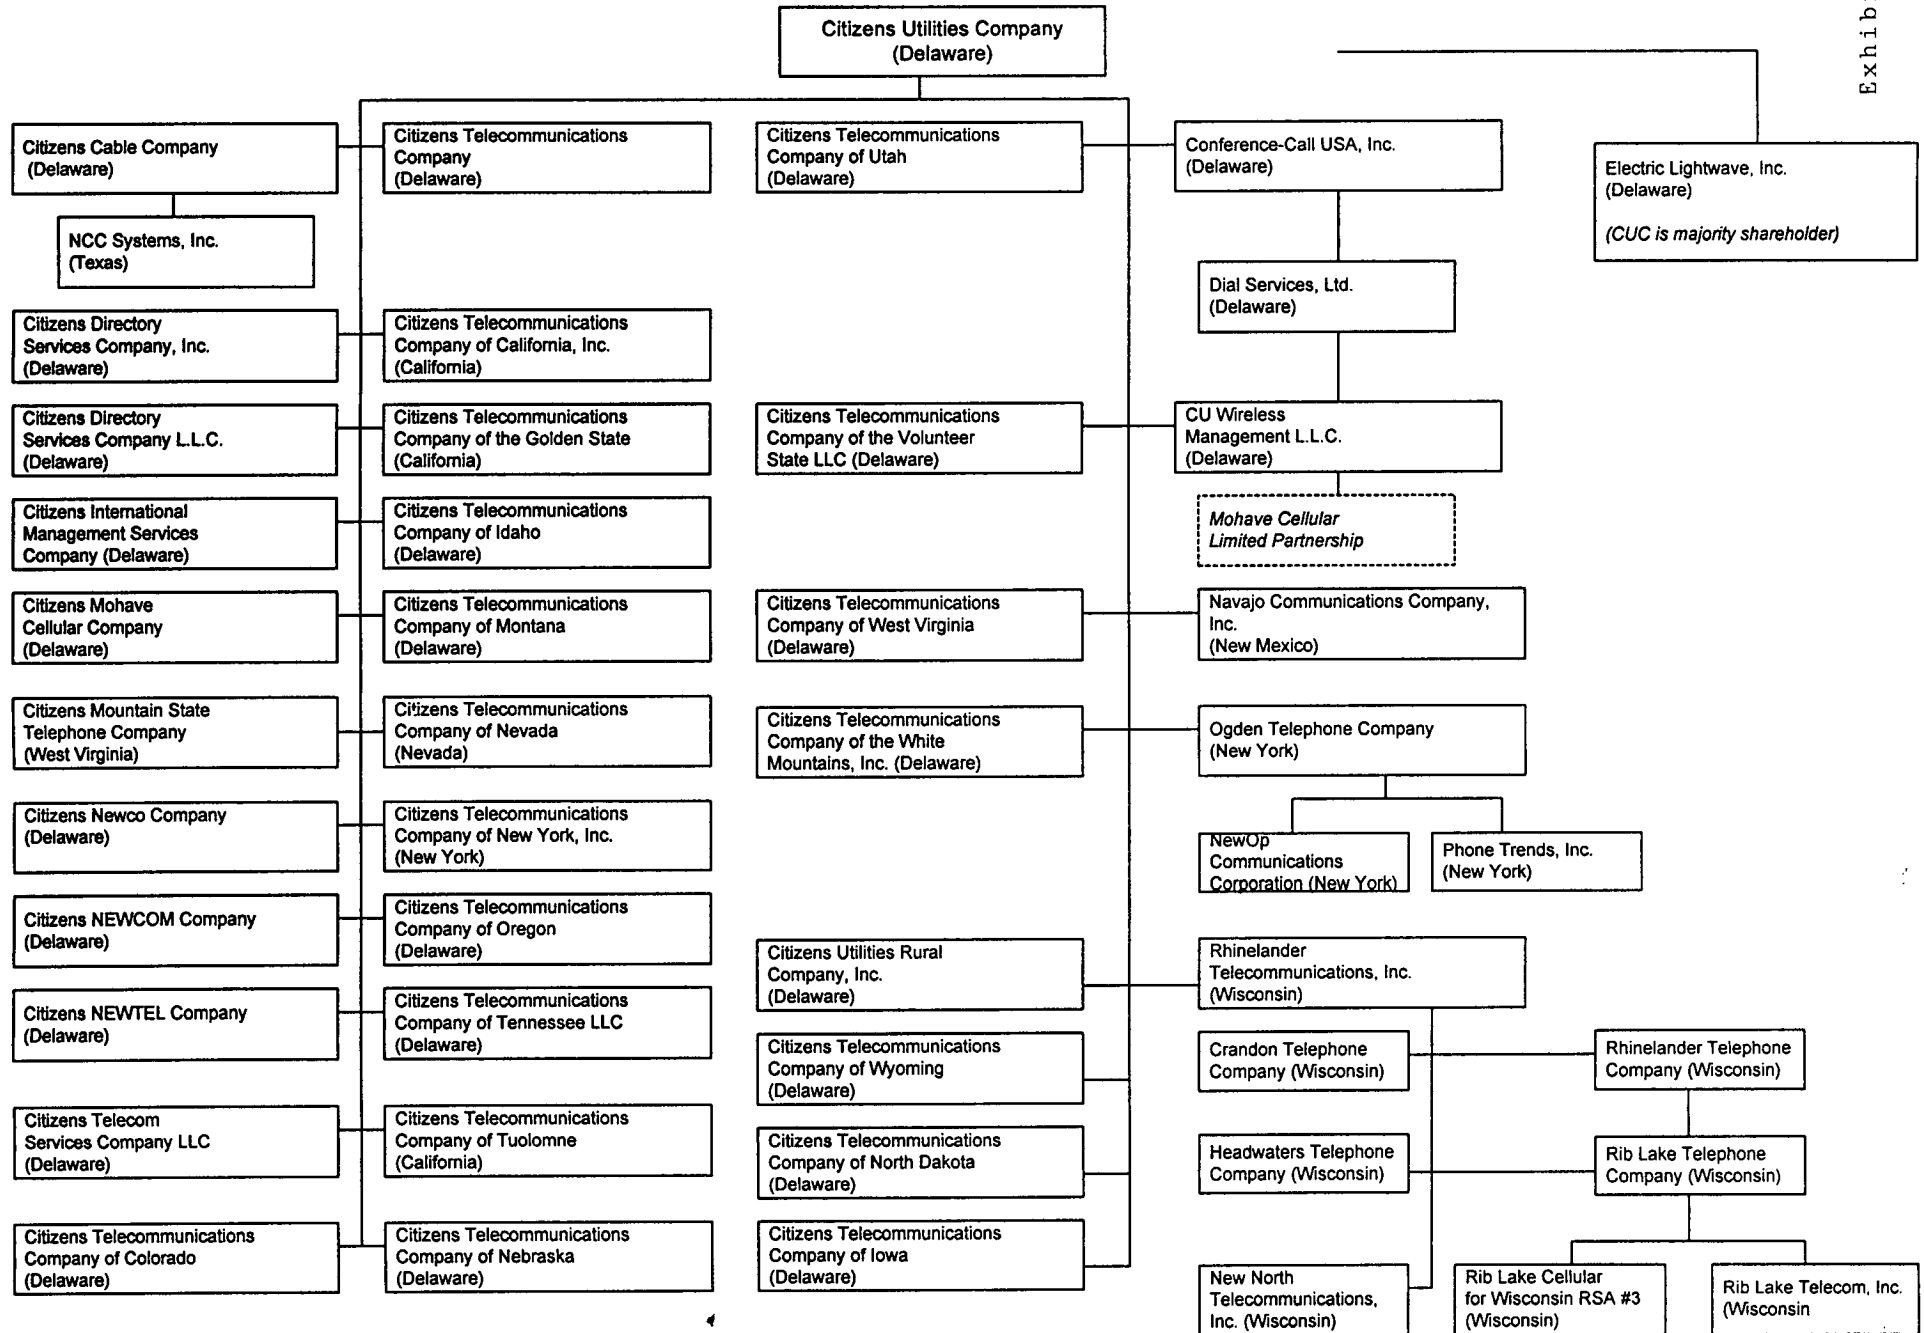 Exhib
Citizens Utilities Company
(Delaware)
Citizens Cable Company
(Delaware)
NCC Systems, Inc.
(Texas)
Citizens Directory
Services Company, Inc.
(Delaware)
Citizens Directory
Services Company L.L.C.
(Delaware)
Citizens International
Management Services
Company (Delaware)
Citizens Mohave
Cellular Company
(Delaware)
Citizens Mountain State
Telephone Company
(West Virginia)
Citizens Newco Company
(Delaware)
Citizens NEWCOM Company
(Delaware)
Citizens NEWTEL Company
(Delaware)
Citizens Telecom
Services Company LLC
(Delaware)
Citizens Telecommunications
Company of Colorado
(Delaware)
Citizens Telecommunications
Company
(Delaware)
Citizens Telecommunications
Company of California, Inc.
(California)
Citizens Telecommunications
Company of the Golden State
(California)
Citizens Telecommunications
Company of Idaho
(Delaware)
Citizens Telecommunications
Company of Montana
(Delaware)
Citizens Telecommunications
Company of Nevada
(Nevada)
Citizens Telecommunications
Company of New York, Inc.
(New York)
Citizens Telecommunications
Company of Oregon
(Delaware)
Citizens Telecommunications
Company of Tennessee LLC
(Delaware)
Citizens Telecommunications
Company of Tuolomne
(California)
Citizens Telecommunications
Company of Nebraska
(Delaware)
Citizens Telecommunications
Company of Utah
(Delaware)
Citizens Telecommunications
Company of the Volunteer
State LLC (Delaware)
Citizens Telecommunications
Company of West Virginia
(Delaware)
Citizens Telecommunications
Company of the White
Mountains, Inc. (Delaware)
Citizens Utilities Rural
Company, Inc.
(Delaware)
Citizens Telecommunications
Company of Wyoming
(Delaware)
Citizens Telecommunications
Company of North Dakota
(Delaware)
Citizens Telecommunications
Company of Iowa
(Delaware)
Conference-Call USA, Inc.
(Delaware)
Dial Services, Ltd.
(Delaware)
CU Wireless
Management L.L.C.
(Delaware)
Mohave Cellular
Limited Partnership
Navajo Communications Company,
Inc.
(New Mexico)
Ogden Telephone Company
(New York)
NewOp
Communications
Corporation (New York)
Phone Trends, Inc.
(New York)
Rhinelander
Telecommunications, Inc.
(Wisconsin)
Crandon Telephone
Company (Wisconsin)
Rhinelander Telephone
Company (Wisconsin)
Headwaters Telephone
Company (Wisconsin)
Rib Lake Telephone
Company (Wisconsin)
New North
Telecommunications,
Inc. (Wisconsin)
Rib Lake Cellular
for Wisconsin RSA #3
(Wisconsin)
Rib Lake Telecom, Inc.
(Wisconsin
Electric Lightwave, Inc.
(Delaware)
(CUC is majority shareholder)